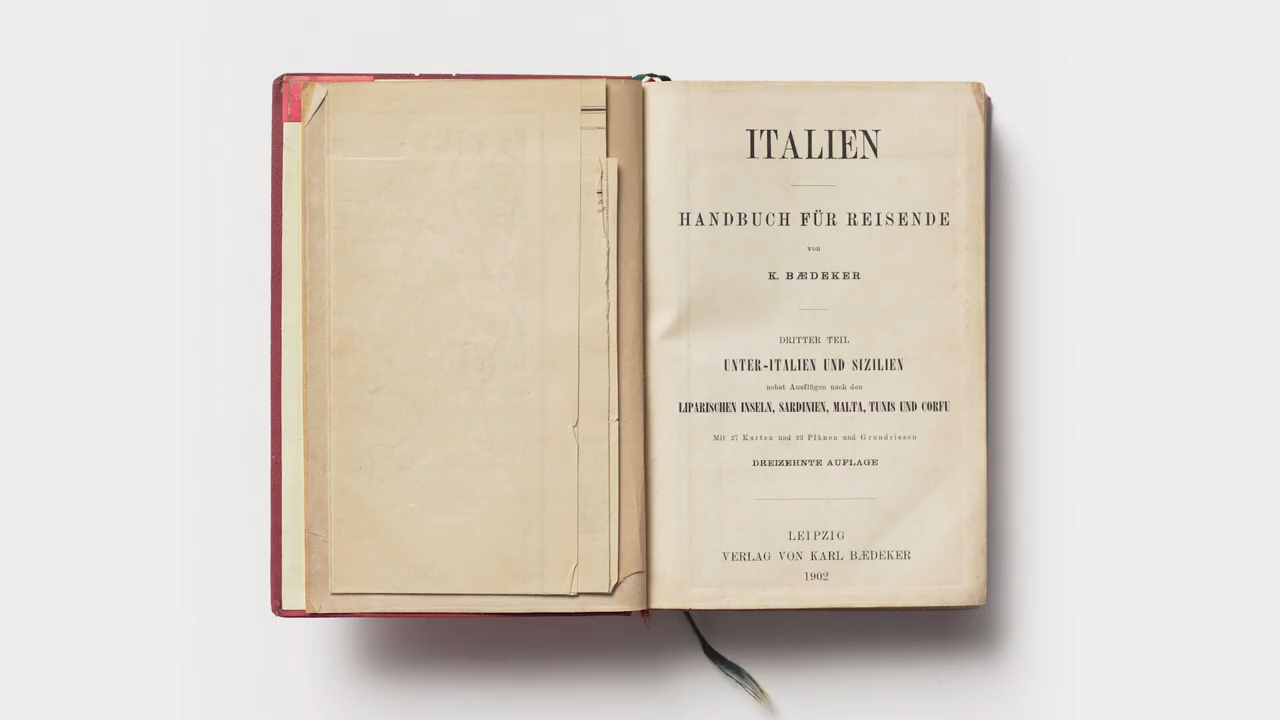 ITALIEN
HANDBUCH FÜR REISENDE
von
K. BÆDEKER
DRITTER TEIL
UNTER-ITALIEN UND SIZILIEN
nebst Ausflügen nach den
LIPARISCHEN INSELN, SARDINIEN, MALTA, TUNIS UND CORFU
Mit 27 Karten und 23 Plänen und Grundrissen
DREIZEHNTE AUFLAGE
LEIPZIG
VERLAG VON KARL BÆDEKER
1902